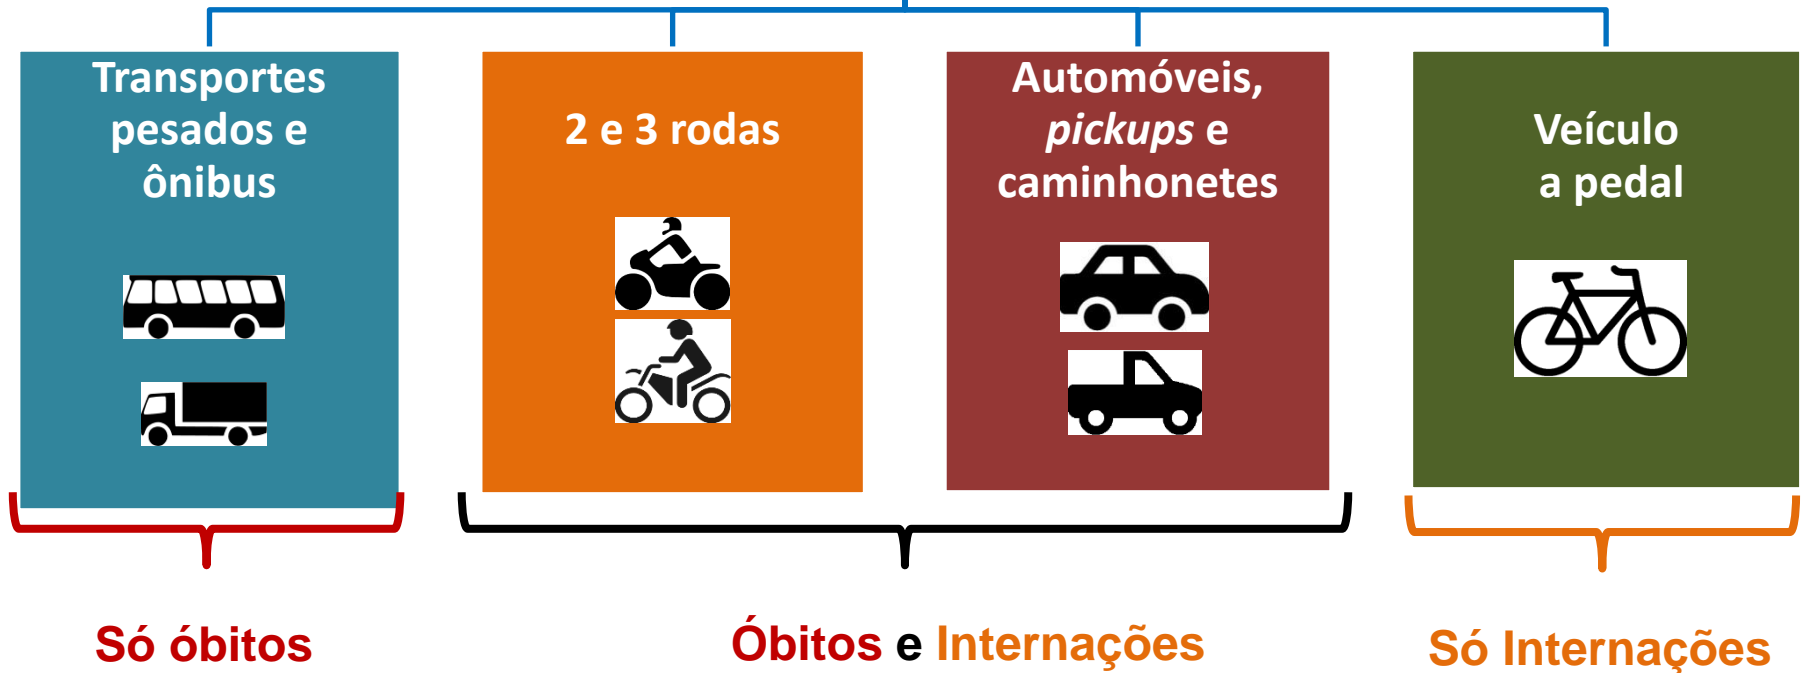 Transportes
pesados e
ônibus
2 e 3 rodas
Automóveis,
pickups e
caminhonetes
Veículo
a pedal
Só óbitos
Óbitos e Internações
Só Internações